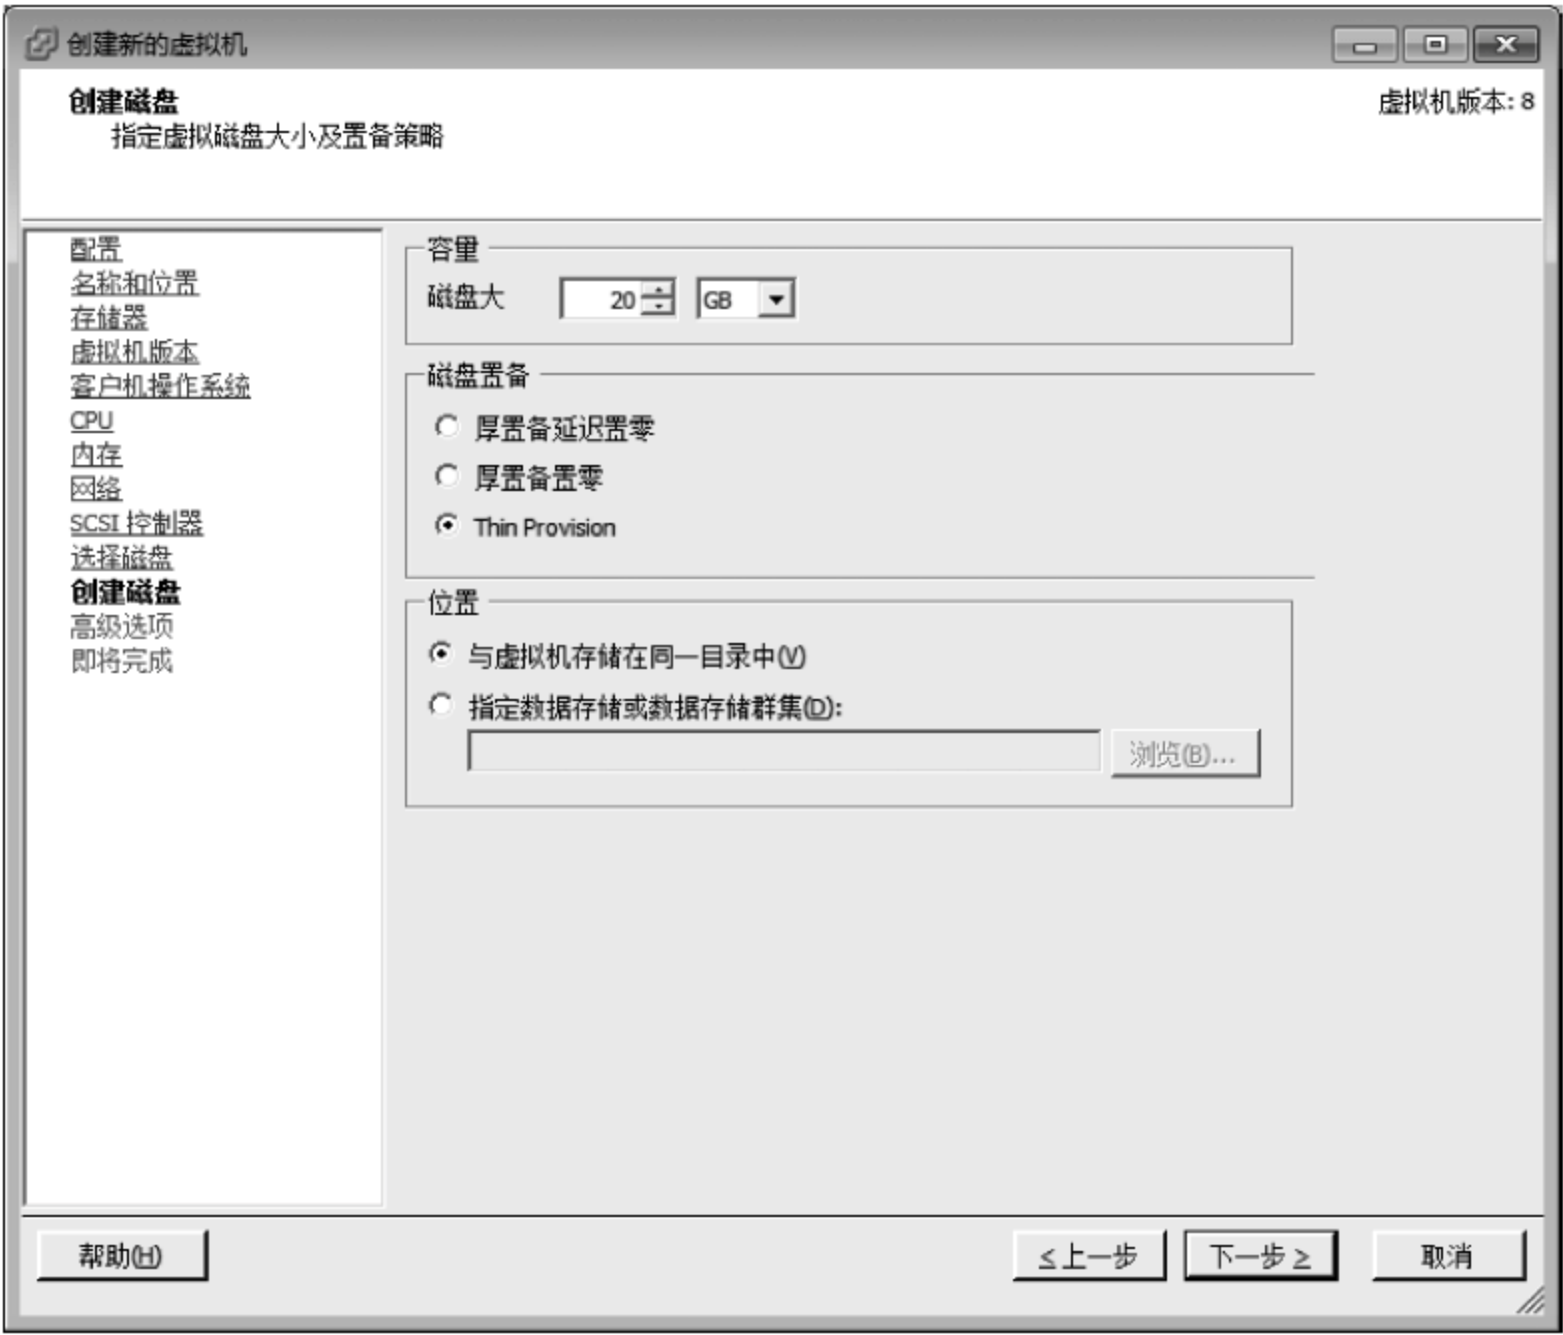 创建新的虚拟机
创建磁盘
虚拟机版本: 8
指定虚拟磁盘大小及置备策略
配置
名称和位置
存储器
虚拟机版本
客户机操作系统
CPU
内存
网络
SCSI 控制器
选择磁盘
创建磁盘
高级选项
即将完成
容量
磁盘大 20 GB
磁盘置备
厚置备延迟置零
厚置备置零
Thin Provision
位置
与虚拟机存储在同一目录中(V)
指定数据存储或数据存储群集(D):
浏览(B)...
帮助(H) ≤上一步 下一步≥ 取消